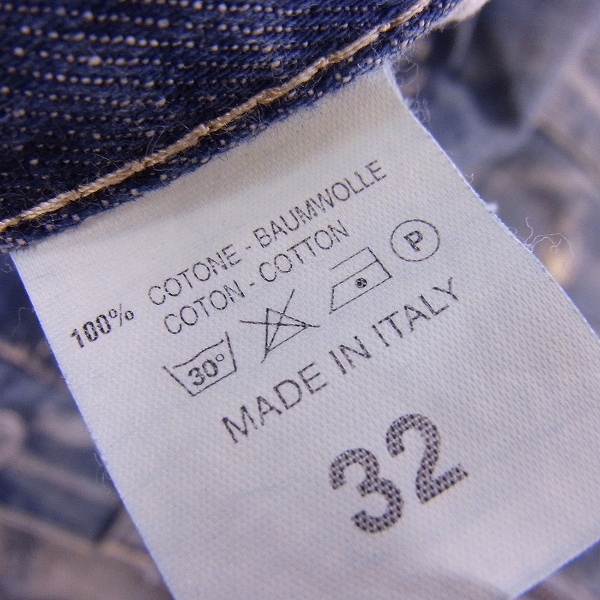 100% COTONE - BAUMWOLLE
COTON - COTTON
30° P
MADE IN ITALY
32